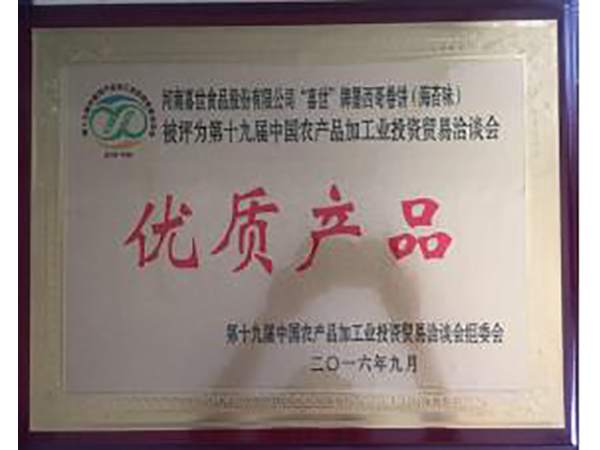 河南喜世食品股份有限公司“喜世”牌墨西哥卷饼（海苔味）
被评为第十九届中国农产品加工业投资贸易洽谈会
优质产品
第十九届中国农产品加工业投资贸易洽谈会组委会
二〇一六年九月